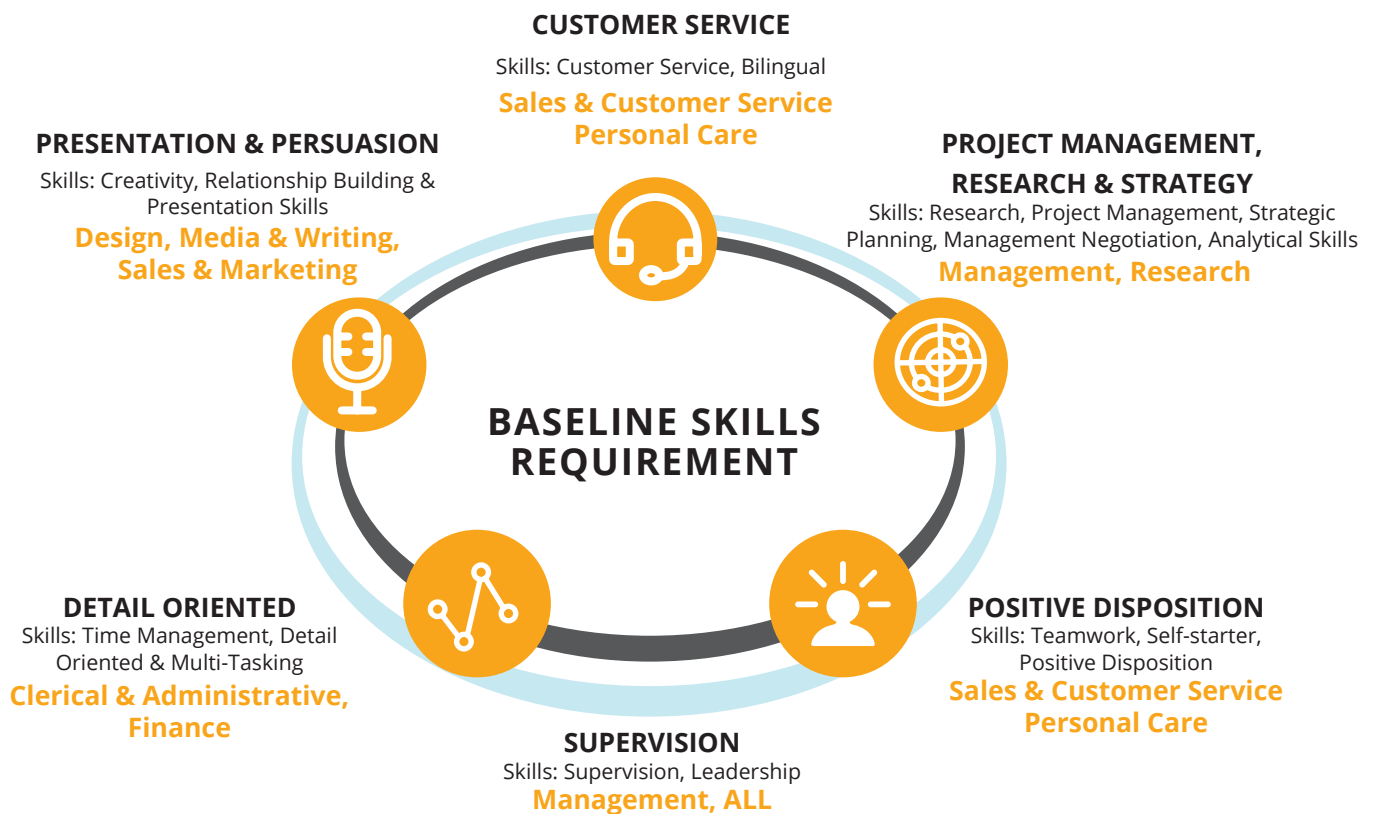 CUSTOMER SERVICE
Skills: Customer Service, Bilingual
Sales & Customer Service
Personal Care
PRESENTATION & PERSUASION
Skills: Creativity, Relationship Building &
Presentation Skills
Design, Media & Writing,
Sales & Marketing
PROJECT MANAGEMENT,
RESEARCH & STRATEGY
Skills: Research, Project Management, Strategic
Planning, Management Negotiation, Analytical Skills
Management, Research
BASELINE SKILLS
REQUIREMENT
DETAIL ORIENTED
Skills: Time Management, Detail
Oriented & Multi-Tasking
Clerical & Administrative,
Finance
POSITIVE DISPOSITION
Skills: Teamwork, Self-starter,
Positive Disposition
Sales & Customer Service
Personal Care
SUPERVISION
Skills: Supervision, Leadership
Management, ALL